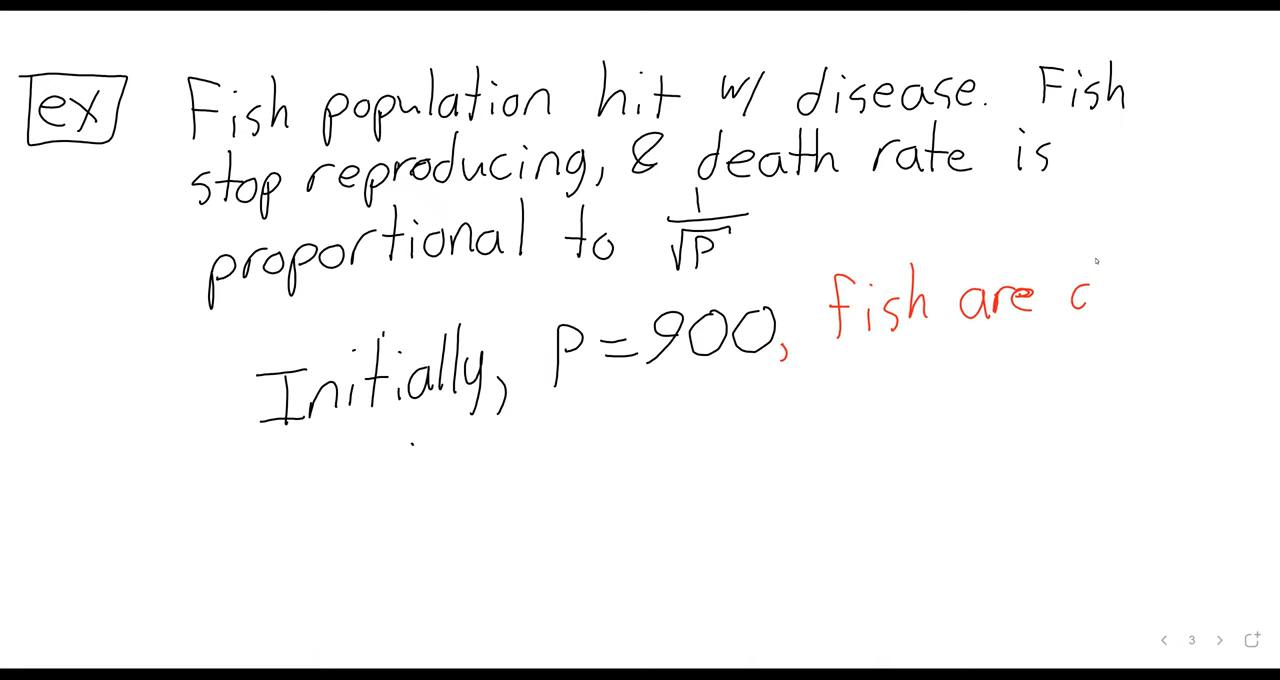 ex Fish population hit w/ disease. Fish
stop reproducing, & death rate is
proportional to 1/√P
Initially, P=900, fish are
3